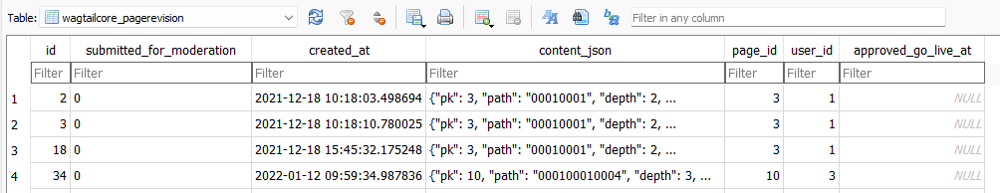 Table: wagtailcore_pagerevision Filter in any column
id submitted_for_moderation created_at content_json page_id user_id approved_go_live_at
Filter Filter Filter Filter Filter Filter Filter
1 2 0 2021-12-18 10:18:03.498694 {"pk": 3, "path": "00010001", "depth": 2, ... 3 1 NULL
2 3 0 2021-12-18 10:18:10.780025 {"pk": 3, "path": "00010001", "depth": 2, ... 3 1 NULL
3 18 0 2021-12-18 15:45:32.175248 {"pk": 3, "path": "00010001", "depth": 2, ... 3 1 NULL
4 34 0 2022-01-12 09:59:34.987836 {"pk": 10, "path": "000100010004", "depth": 3, ... 10 3 NULL